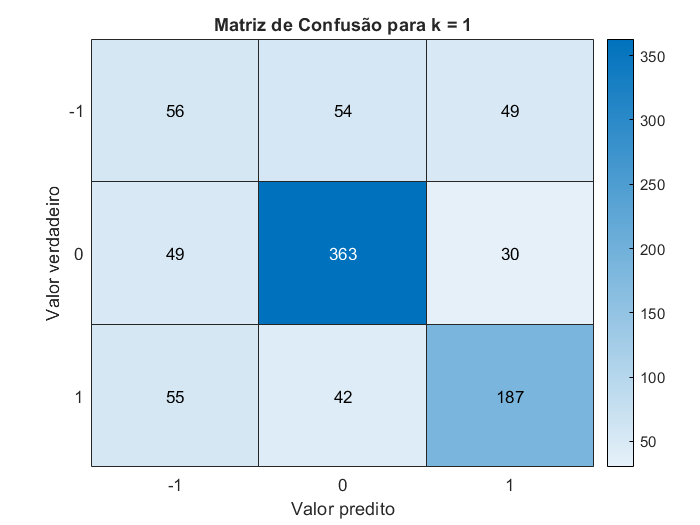 Matriz de Confusão para k = 1
-1 56 54 49
0 49 363 30
1 55 42 187
-1 0 1
Valor predito
Valor verdadeiro
350
300
250
200
150
100
50